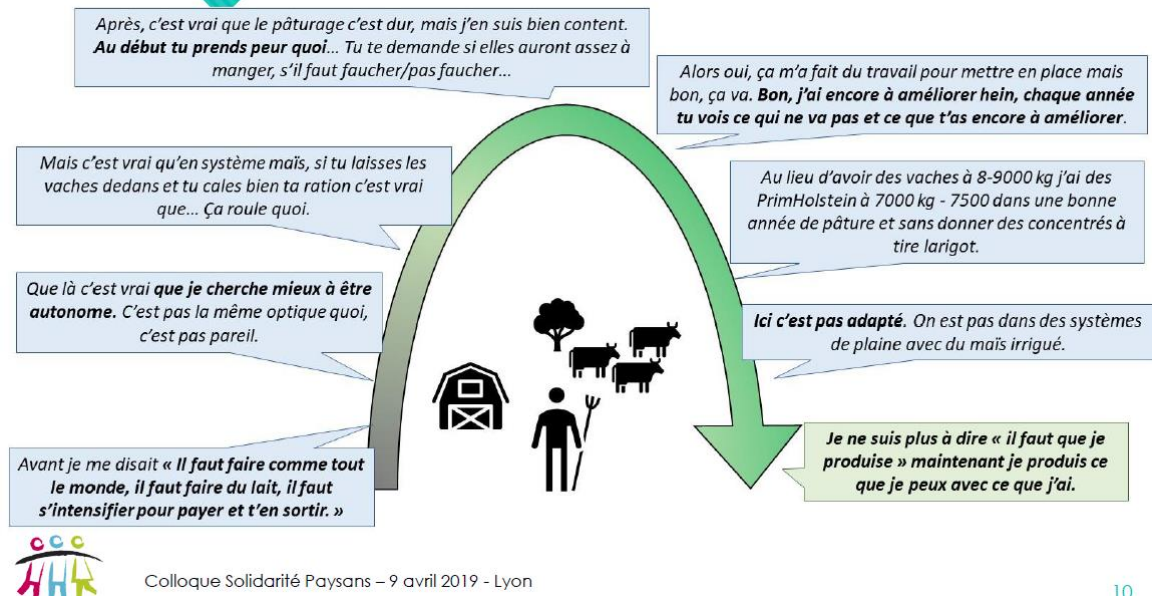 Après, c'est vrai que le pâturage c'est dur, mais j'en suis bien content.
Au début tu prends peur quoi... Tu te demande si elles auront assez à
manger, s'il faut faucher/pas faucher...
Alors oui, ça m'a fait du travail pour mettre en place mais
bon, ça va. Bon, j'ai encore à améliorer hein, chaque année
tu vois ce qui ne va pas et ce que t'as encore à améliorer.
Mais c'est vrai qu'en système maïs, si tu laisses les
vaches dedans et tu cales bien ta ration c'est vrai
que... Ça roule quoi.
Au lieu d'avoir des vaches à 8-9000 kg j'ai des
PrimHolstein à 7000 kg - 7500 dans une bonne
année de pâture et sans donner des concentrés à
tire larigot.
Que là c'est vrai que je cherche mieux à être
autonome. C'est pas la même optique quoi,
c'est pas pareil.
Ici c'est pas adapté. On est pas dans des systèmes
de plaine avec du maïs irrigué.
Avant je me disait « Il faut faire comme tout
le monde, il faut faire du lait, il faut
s'intensifier pour payer et t'en sortir. »
Je ne suis plus à dire « il faut que je
produise » maintenant je produis ce
que je peux avec ce que j'ai.
Colloque Solidarité Paysans – 9 avril 2019 - Lyon
10